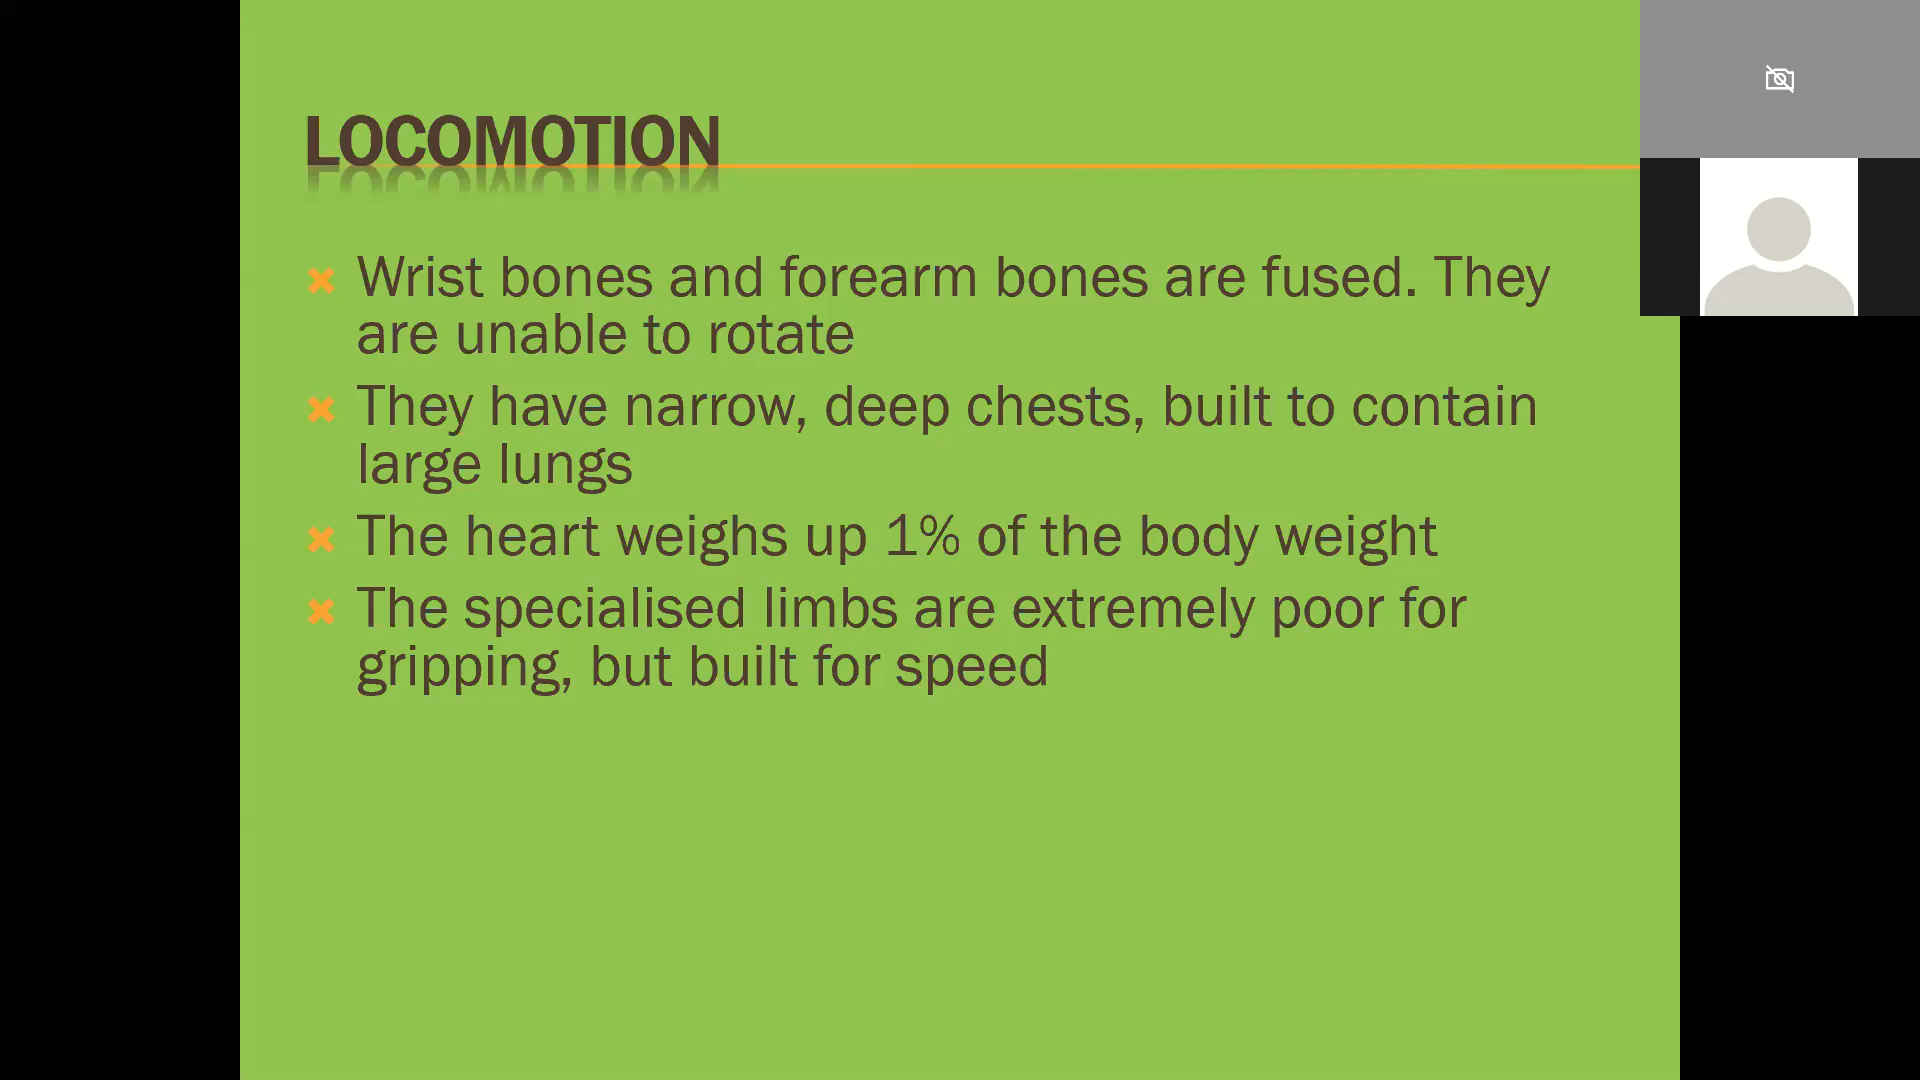 LOCOMOTION
Wrist bones and forearm bones are fused. They
are unable to rotate
They have narrow, deep chests, built to contain
large lungs
The heart weighs up 1% of the body weight
The specialised limbs are extremely poor for
gripping, but built for speed